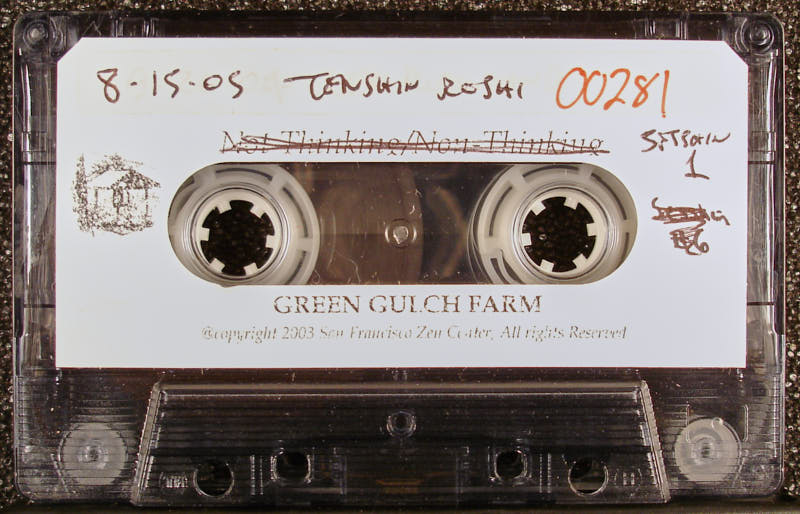 8-15-05 TENSHIN ROSHI 00281
Not Thinking/Non-Thinking
SESSHIN
1
GREEN GULCH FARM
©copyright 2003 San Francisco Zen Center, All rights Reserved